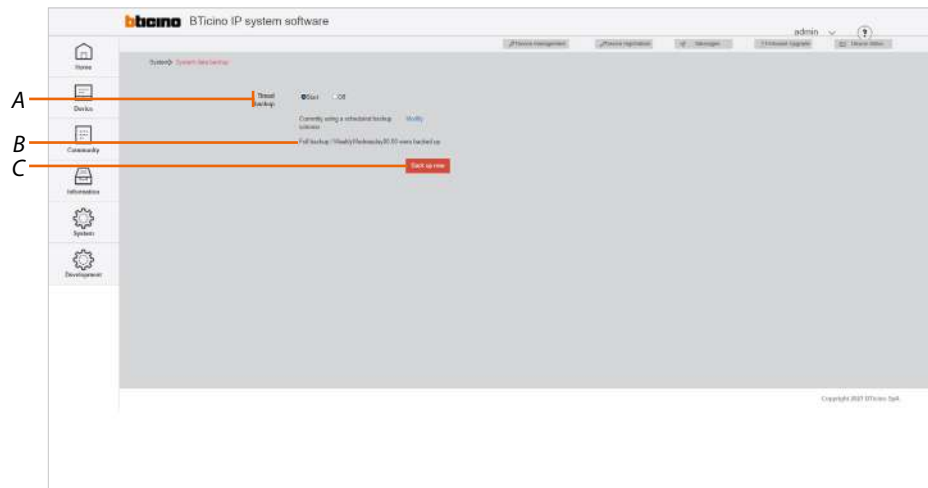 bticino BTicino IP system software
admin
?
Device management Device registration Messages Firmware Upgrade Device Status
Home
System> System data backup
A
Timed backup
Start Off
Device
Currently using a scheduled backup scheme Modify
B
Full backup / Weekly/Wednesday/
were backed up
Community
C
Back up now
Information
System
Development
Copyright 2021 BTicino SpA